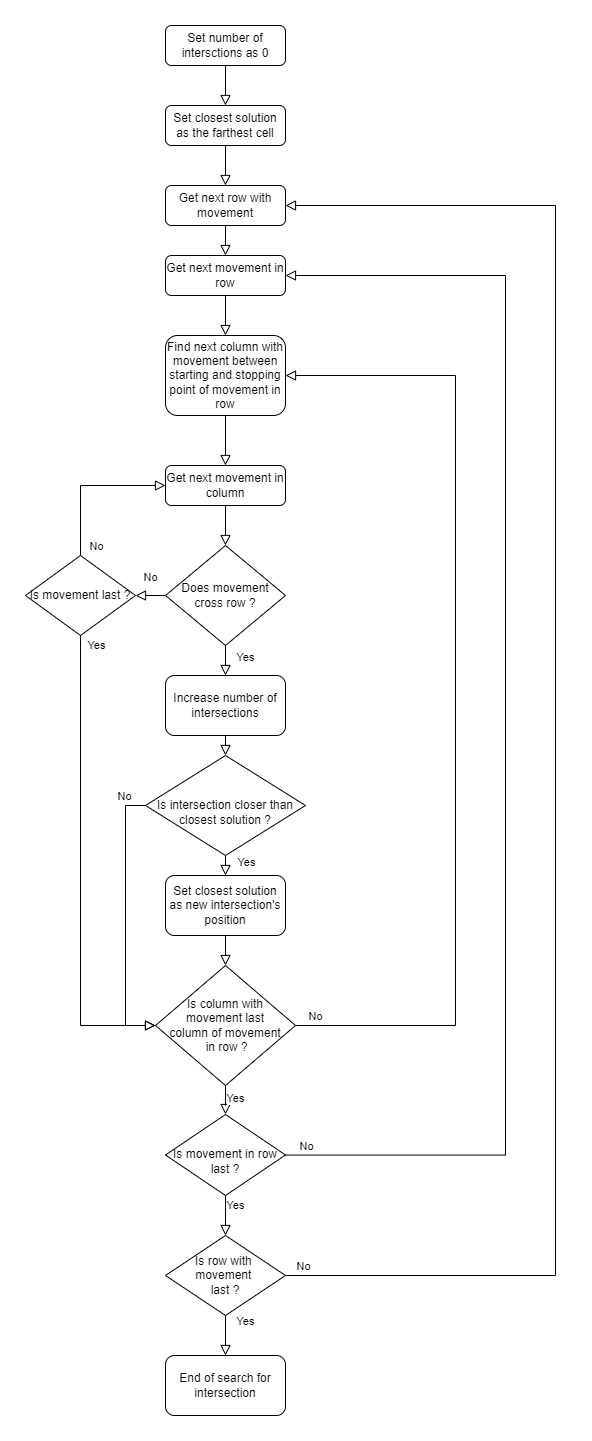 Set number of
intersctions as 0
Set closest solution
as the farthest cell
Get next row with
movement
Get next movement in
row
Find next column with
movement between
starting and stopping
point of movement in
row
Get next movement in
column
No
No
Is movement last ?
Does movement
cross row ?
Yes
Yes
Increase number of
intersections
No
Is intersection closer than
closest solution ?
Yes
Set closest solution
as new intersection's
position
Is column with
movement last
column of movement
in row ?
No
Yes
Is movement in row
last ?
No
Yes
Is row with
movement
last ?
No
Yes
End of search for
intersection